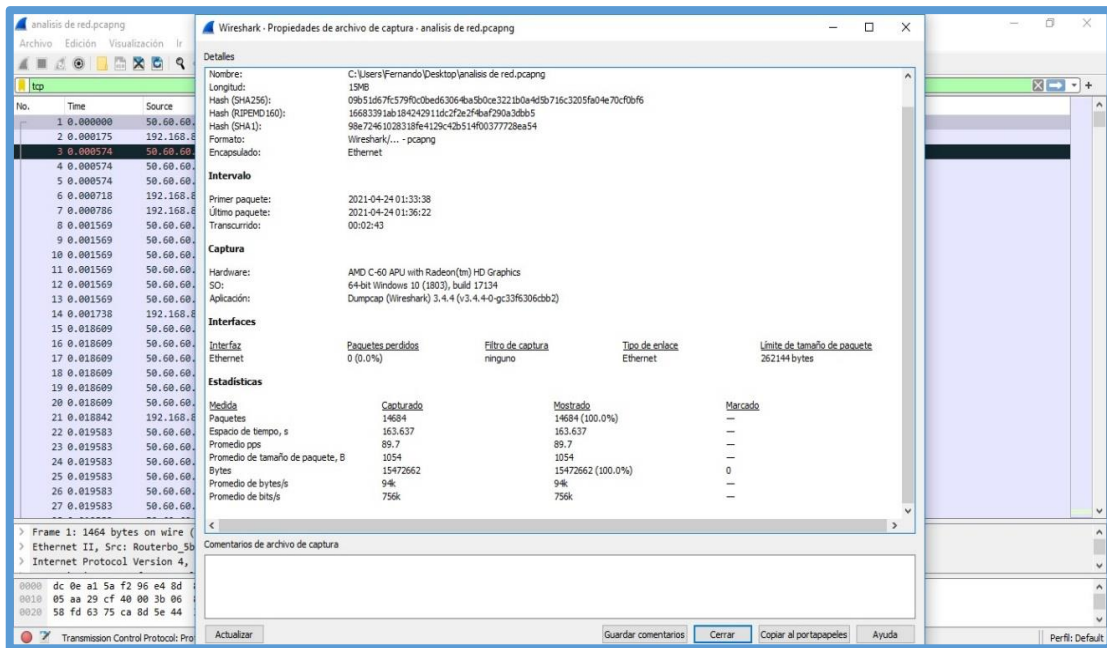 analisis de red.pcapng
Archivo Edición Visualización Ir
tcp
No. Time Source
1 0.000000 50.60.60.
2 0.000175 192.168.8
3 0.000574 50.60.60.
4 0.000574 50.60.60.
5 0.000574 50.60.60.
6 0.000718 192.168.8
7 0.000786 192.168.8
8 0.001569 50.60.60.
9 0.001569 50.60.60.
10 0.001569 50.60.60.
11 0.001569 50.60.60.
12 0.001569 50.60.60.
13 0.001569 50.60.60.
14 0.001738 192.168.8
15 0.018609 50.60.60.
16 0.018609 50.60.60.
17 0.018609 50.60.60.
18 0.018609 50.60.60.
19 0.018609 50.60.60.
20 0.018609 50.60.60.
21 0.018842 192.168.8
22 0.019583 50.60.60.
23 0.019583 50.60.60.
24 0.019583 50.60.60.
25 0.019583 50.60.60.
26 0.019583 50.60.60.
27 0.019583 50.60.60.
Frame 1: 1464 bytes on wire (
Ethernet II, Src: Routerbo_5b
Internet Protocol Version 4,
0000 dc 0e a1 5a f2 96 e4 8d
0010 05 aa 29 cf 40 00 3b 06
0020 58 fd 63 75 ca 8d 5e 44
Transmission Control Protocol: Pro
Wireshark · Propiedades de archivo de captura · analisis de red.pcapng
Detalles
Nombre: C:\Users\Fernando\Desktop\analisis de red.pcapng
Longitud: 15MB
Hash (SHA256): 09b51d67fc579f0c0bed63064ba5b0ce3221b0a4d5b716c3205fa04e70cf0bf6
Hash (RIPEMD160): 16683391ab184242911dc2f2e2f4baf290a3dbb5
Hash (SHA1): 98e72461028318fe4129c42b514f00377728ea54
Formato: Wireshark/... - pcapng
Encapsulado: Ethernet
Intervalo
Primer paquete: 2021-04-24 01:33:38
Último paquete: 2021-04-24 01:36:22
Transcurrido: 00:02:43
Captura
Hardware: AMD C-60 APU with Radeon(tm) HD Graphics
SO: 64-bit Windows 10 (1803), build 17134
Aplicación: Dumpcap (Wireshark) 3.4.4 (v3.4.4-0-gc33f6306cbb2)
Interfaces
Interfaz Paquetes perdidos Filtro de captura Tipo de enlace Límite de tamaño de paquete
Ethernet 0 (0.0%) ninguno Ethernet 262144 bytes
Estadísticas
Medida Capturado Mostrado Marcado
Paquetes 14684 14684 (100.0%) —
Espacio de tiempo, s 163.637 163.637 —
Promedio pps 89.7 89.7 —
Promedio de tamaño de paquete, B 1054 1054 —
Bytes 15472662 15472662 (100.0%) 0
Promedio de bytes/s 94k 94k —
Promedio de bits/s 756k 756k —
Comentarios de archivo de captura
Actualizar Guardar comentarios Cerrar Copiar al portapapeles Ayuda
Perfil: Default